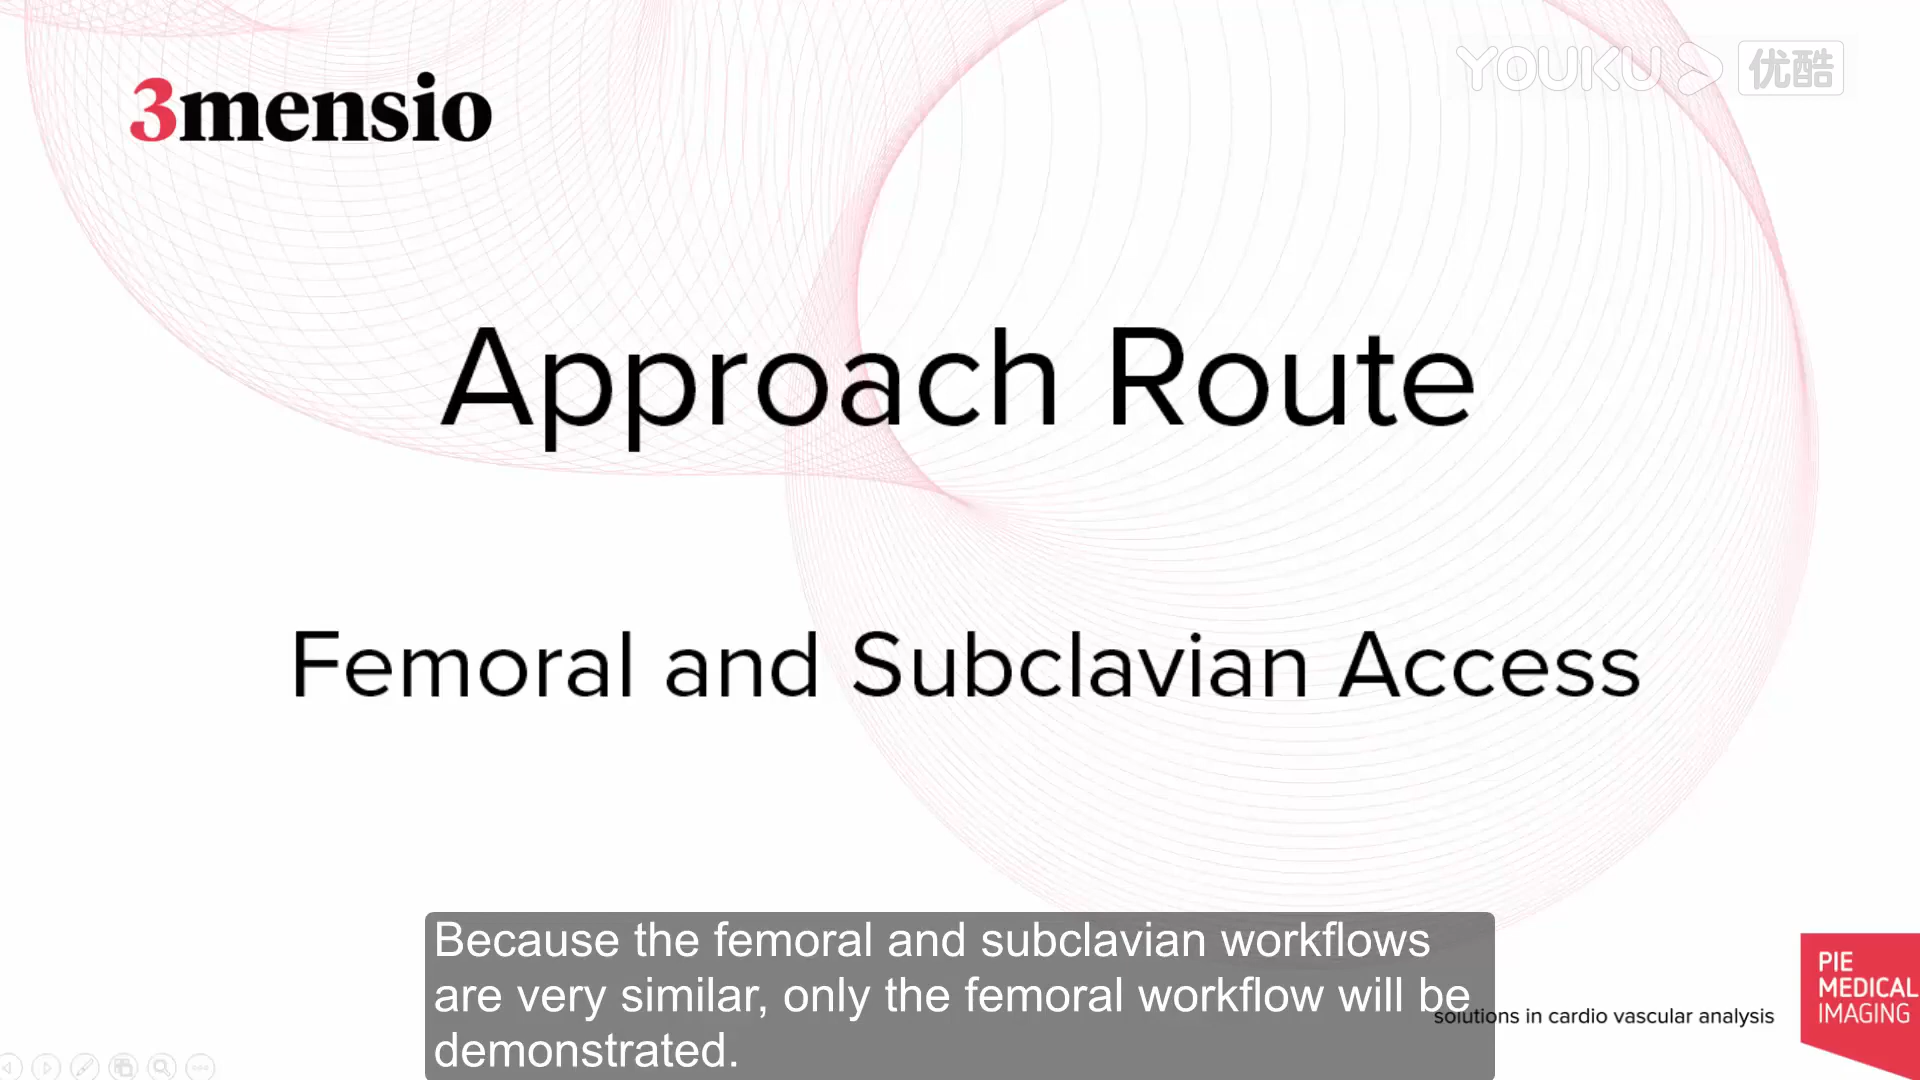 3mensio
YOUKU 优酷
Approach Route
Femoral and Subclavian Access
Because the femoral and subclavian workflows
are very similar, only the femoral workflow will be
demonstrated.
solutions in cardio vascular analysis
PIE
MEDICAL
IMAGING